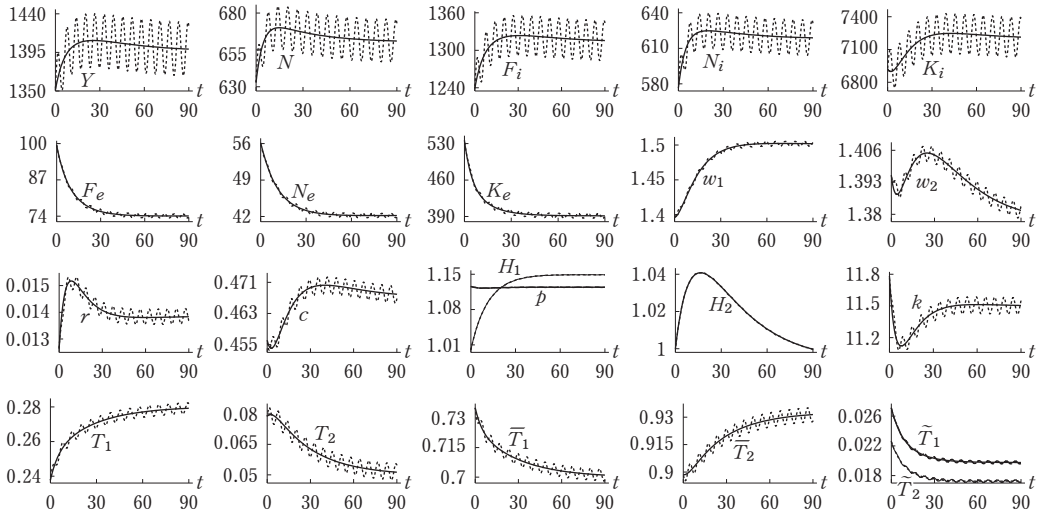 1440 1395 1350 Y 0 30 60 90 t
680 655 630 N 0 30 60 90 t
1360 1300 1240 F_i 0 30 60 90 t
640 610 580 N_i 0 30 60 90 t
7400 7100 6800 K_i 0 30 60 90 t
100 87 74 F_e 0 30 60 90 t
56 49 42 N_e 0 30 60 90 t
530 460 390 K_e 0 30 60 90 t
1.5 1.45 1.4 w_1 0 30 60 90 t
1.406 1.393 1.38 w_2 0 30 60 90 t
0.015 0.014 0.013 r 0 30 60 90 t
0.471 0.463 0.455 c 0 30 60 90 t
1.15 1.08 1.01 H_1 p 0 30 60 90 t
1.04 1.02 1 H_2 0 30 60 90 t
11.8 11.5 11.2 k 0 30 60 90 t
0.28 0.26 0.24 T_1 0 30 60 90 t
0.08 0.065 0.05 T_2 0 30 60 90 t
0.73 0.715 0.7 T̅_1 0 30 60 90 t
0.93 0.915 0.9 T̅_2 0 30 60 90 t
0.026 0.022 0.018 T̃_1 T̃_2 0 30 60 90 t